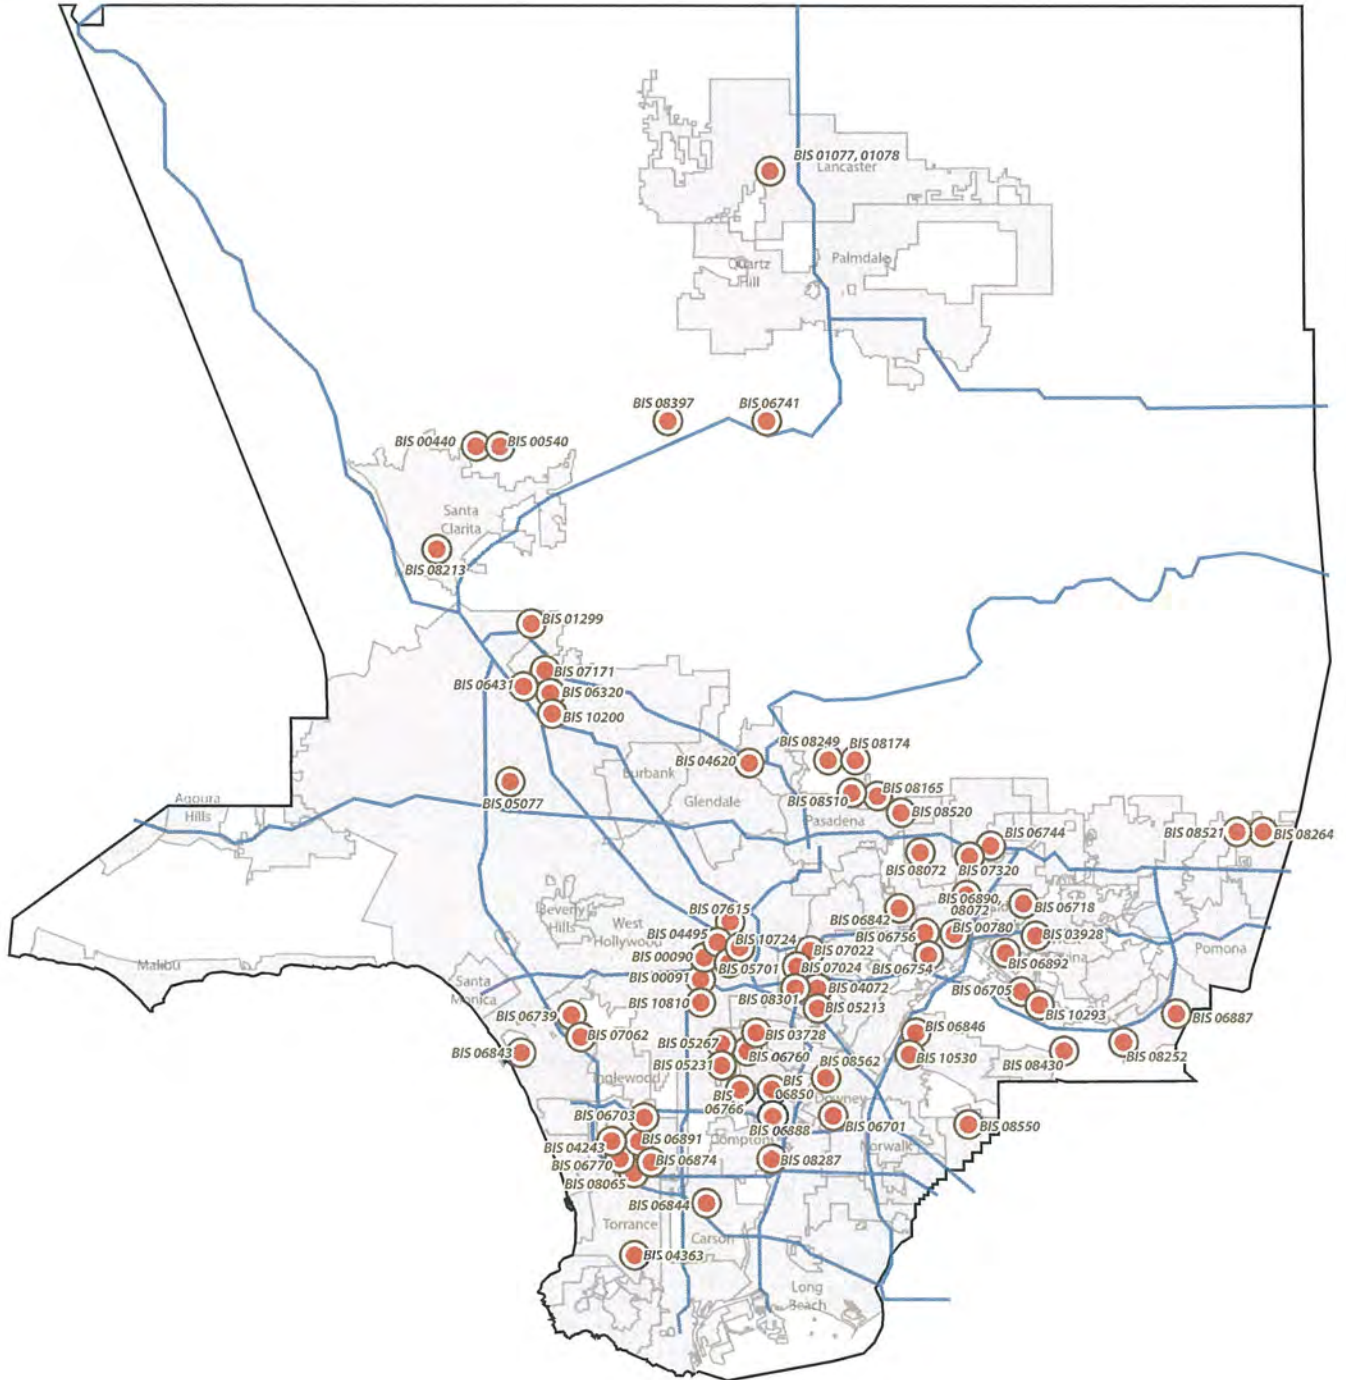 BIS 01077, 01078
Lancaster
Quartz
Hill
Palmdale
BIS 08397
BIS 06741
BIS 00440
BIS 00540
Santa
Clarita
BIS 08213
BIS 01299
BIS 07171
BIS 06431
BIS 06320
BIS 10200
BIS 08249
BIS 08174
BIS 04620
Burbank
BIS 05077
Glendale
BIS 08510
BIS 08165
BIS 08520
Pasadena
Agoura
Hills
BIS 08521
BIS 08264
BIS 06744
BIS 08072
BIS 07320
BIS 06890,
08072
BIS 06718
Beverly
Hills
West
Hollywood
BIS 07615
BIS 06842
BIS 04495
BIS 10724
BIS 06756
BIS 00780
BIS 03928
BIS 00090
BIS 07022
Pomona
BIS 05701
BIS 07024
BIS 06754
BIS 06892
Malibu
BIS 00091
Santa
Monica
BIS 04072
BIS 06705
BIS 10810
BIS 08301
BIS 05213
BIS 10293
BIS 06887
BIS 06739
BIS 07062
BIS 03728
BIS 06846
BIS 05267
BIS 06843
BIS 06760
BIS 10530
BIS 08252
BIS 05231
BIS 08562
BIS 08430
Inglewood
BIS
06766
BIS
06850
Downey
BIS 06703
BIS 06888
BIS 06701
BIS 08550
BIS 04243
BIS 06891
Compton
Norwalk
BIS 06770
BIS 06874
BIS 08287
BIS 08065
BIS 06844
Torrance
Carson
BIS 04363
Long
Beach